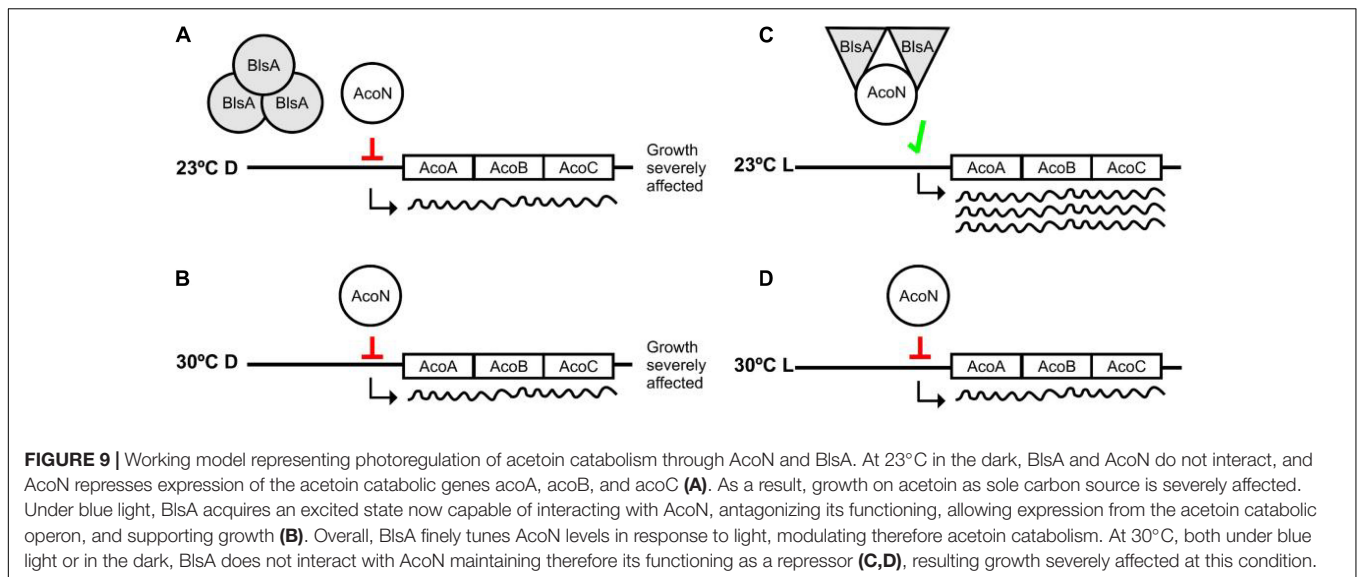 A
BlsA
BlsA BlsA
AcoN
23ºC D
AcoA AcoB AcoC
Growth
severely
affected
C
BlsA BlsA
AcoN
23ºC L
AcoA AcoB AcoC
B
AcoN
30ºC D
AcoA AcoB AcoC
Growth
severely
affected
D
AcoN
30ºC L
AcoA AcoB AcoC
FIGURE 9 | Working model representing photoregulation of acetoin catabolism through AcoN and BlsA. At 23°C in the dark, BlsA and AcoN do not interact, and
AcoN represses expression of the acetoin catabolic genes acoA, acoB, and acoC (A). As a result, growth on acetoin as sole carbon source is severely affected.
Under blue light, BlsA acquires an excited state now capable of interacting with AcoN, antagonizing its functioning, allowing expression from the acetoin catabolic
operon, and supporting growth (B). Overall, BlsA finely tunes AcoN levels in response to light, modulating therefore acetoin catabolism. At 30°C, both under blue
light or in the dark, BlsA does not interact with AcoN maintaining therefore its functioning as a repressor (C,D), resulting growth severely affected at this condition.